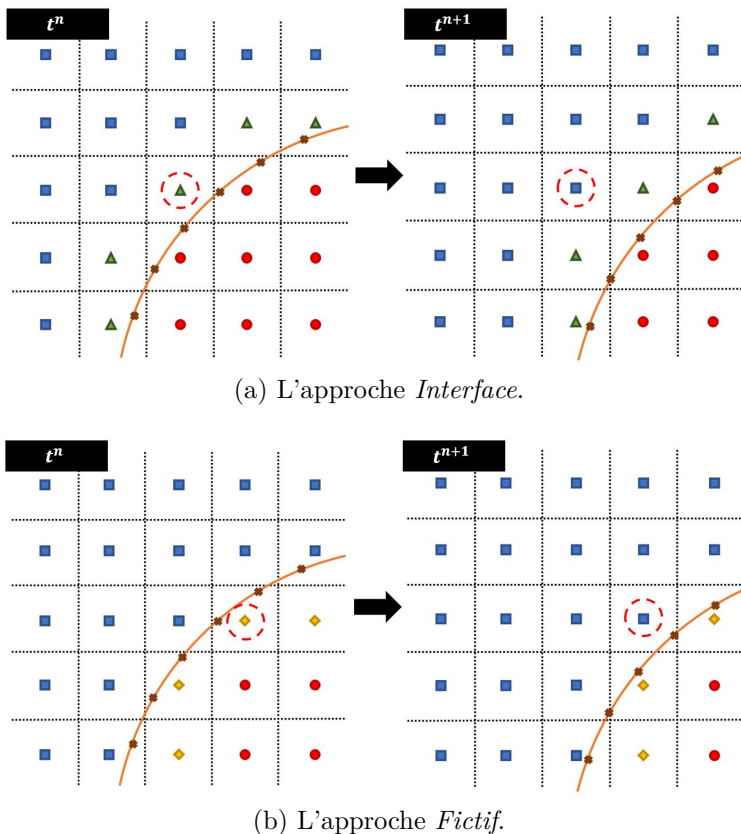 tⁿ
tⁿ⁺¹
(a) L'approche Interface.
tⁿ
tⁿ⁺¹
(b) L'approche Fictif.